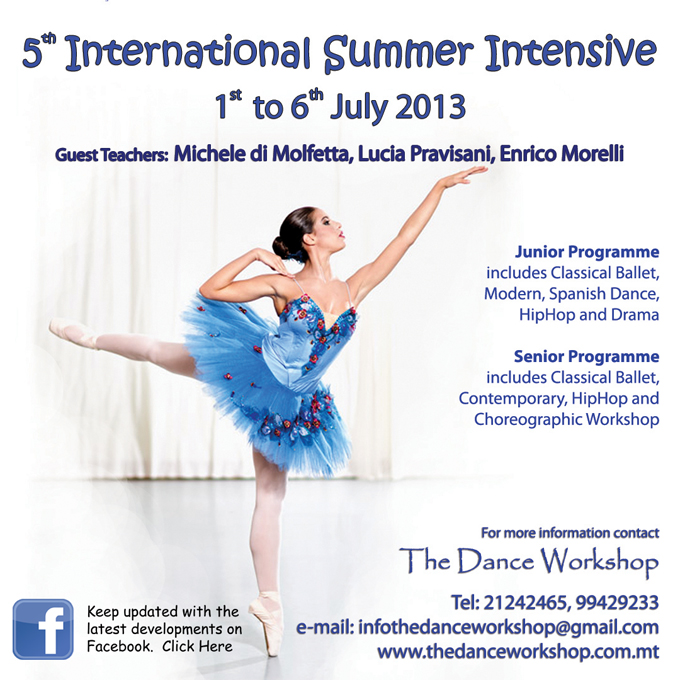 5th International Summer Intensive
1st to 6th July 2013
Guest Teachers: Michele di Molfetta, Lucia Pravisani, Enrico Morelli
Junior Programme
includes Classical Ballet,
Modern, Spanish Dance,
HipHop and Drama
Senior Programme
includes Classical Ballet,
Contemporary, HipHop and
Choreographic Workshop
For more information contact
The Dance Workshop
Tel: 21242465, 99429233
e-mail: infothedanceworkshop@gmail.com
www.thedanceworkshop.com.mt
f
Keep updated with the
latest developments on
Facebook. Click Here